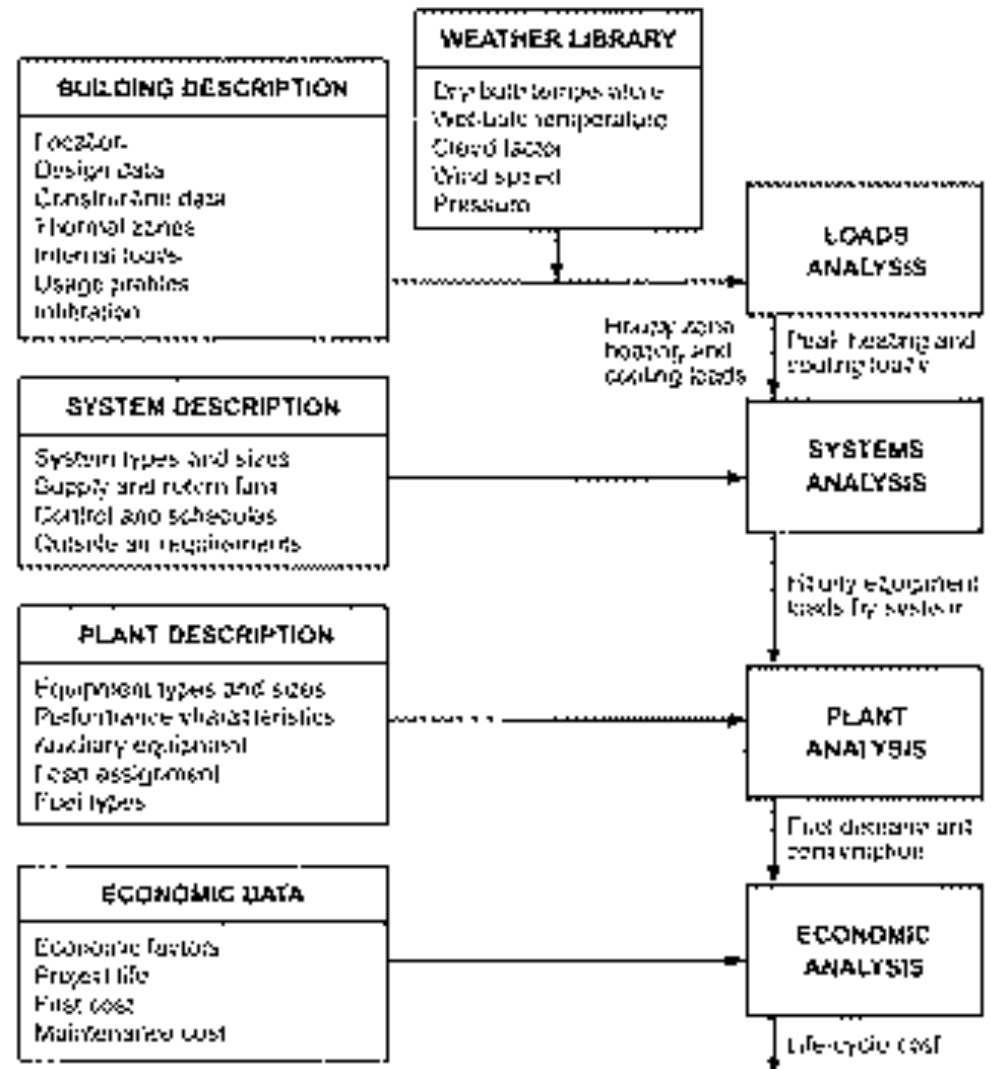 WEATHER LIBRARY
Dry-bulb temperature
Wet-bulb temperature
Cloud factor
Wind speed
Pressure
BUILDING DESCRIPTION
Location
Design data
Construction data
Thermal zones
Internal loads
Usage profiles
Infiltration
LOADS
ANALYSIS
Hourly zone
heating and
cooling loads
Peak heating and
cooling loads
SYSTEM DESCRIPTION
System types and sizes
Supply and return fans
Control and schedules
Outside air requirements
SYSTEMS
ANALYSIS
Hourly equipment
loads by system
PLANT DESCRIPTION
Equipment types and sizes
Performance characteristics
Auxiliary equipment
Load assignment
Fuel types
PLANT
ANALYSIS
Fuel demand and
consumption
ECONOMIC DATA
Economic factors
Project life
First cost
Maintenance cost
ECONOMIC
ANALYSIS
Life-cycle cost